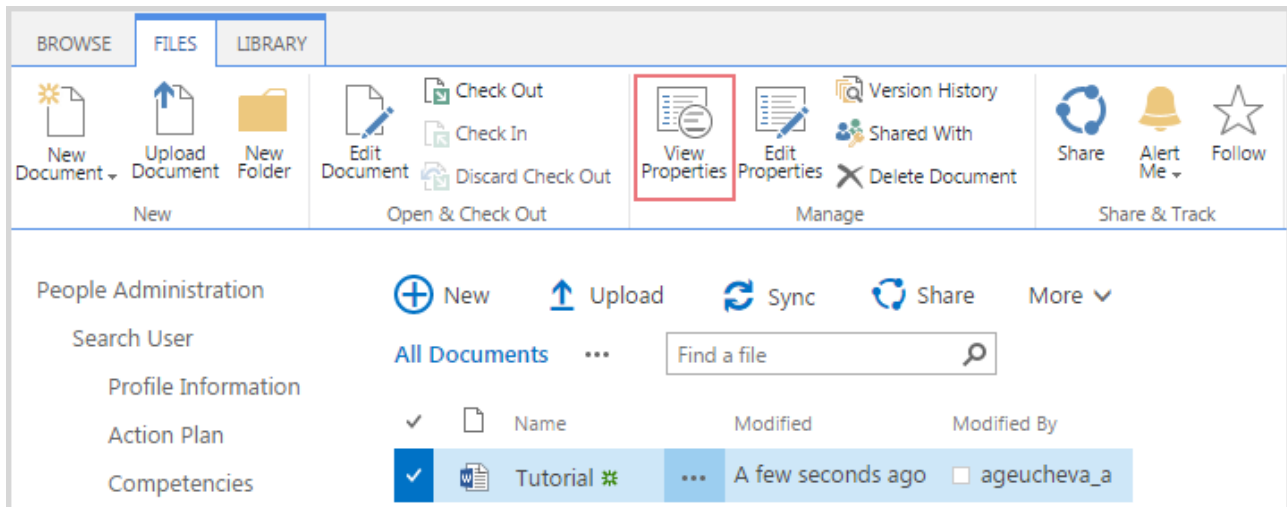 BROWSE FILES LIBRARY
New Document
Upload Document
New Folder
New
Edit Document
Check Out
Check In
Discard Check Out
Open & Check Out
View Properties
Edit Properties
Version History
Shared With
Delete Document
Manage
Share
Alert Me
Follow
Share & Track
People Administration
Search User
Profile Information
Action Plan
Competencies
New Upload Sync Share More
All Documents ••• Find a file
Name Modified Modified By
Tutorial ••• A few seconds ago ageucheva_a